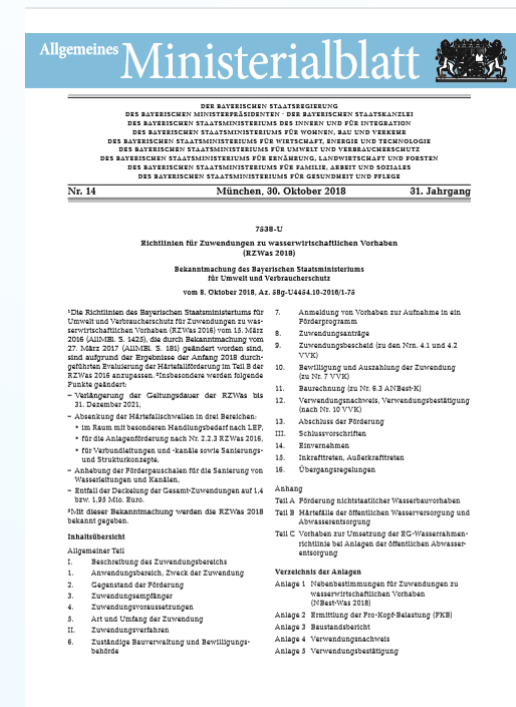 Allgemeines
Ministerialblatt
DER BAYERISCHEN STAATSREGIERUNG
DES BAYERISCHEN MINISTERPRÄSIDENTEN · DER BAYERISCHEN STAATSKANZLEI
DES BAYERISCHEN STAATSMINISTERIUMS DES INNERN UND FÜR INTEGRATION
DES BAYERISCHEN STAATSMINISTERIUMS FÜR WOHNEN, BAU UND VERKEHR
DES BAYERISCHEN STAATSMINISTERIUMS FÜR WIRTSCHAFT, ENERGIE UND TECHNOLOGIE
DES BAYERISCHEN STAATSMINISTERIUMS FÜR UMWELT UND VERBRAUCHERSCHUTZ
DES BAYERISCHEN STAATSMINISTERIUMS FÜR ERNÄHRUNG, LANDWIRTSCHAFT UND FORSTEN
DES BAYERISCHEN STAATSMINISTERIUMS FÜR FAMILIE, ARBEIT UND SOZIALES
DES BAYERISCHEN STAATSMINISTERIUMS FÜR GESUNDHEIT UND PFLEGE
Nr. 14 München, 30. Oktober 2018 31. Jahrgang
7538-U
Richtlinien für Zuwendungen zu wasserwirtschaftlichen Vorhaben
(RZWas 2018)
Bekanntmachung des Bayerischen Staatsministeriums
für Umwelt und Verbraucherschutz
vom 8. Oktober 2018, Az. 58g-U4454.10-2016/1-75
¹Die Richtlinien des Bayerischen Staatsministeriums für
Umwelt und Verbraucherschutz für Zuwendungen zu was-
serwirtschaftlichen Vorhaben (RZWas 2016) vom 15. März
2016 (AllMBl. S. 1425), die durch Bekanntmachung vom
27. März 2017 (AllMBl. S. 181) geändert worden sind,
sind aufgrund der Ergebnisse der Anfang 2018 durch-
geführten Evaluierung der Härtefallförderung im Teil B der
RZWas 2016 anzupassen. ²Insbesondere werden folgende
Punkte geändert:
– Verlängerung der Geltungsdauer der RZWas bis
31. Dezember 2021,
– Absenkung der Härtefallschwellen in drei Bereichen:
• im Raum mit besonderen Handlungsbedarf nach LEP,
• für die Anlagenförderung nach Nr. 2.2.3 RZWas 2016,
• für Verbundleitungen und -kanäle sowie Sanierungs-
und Strukturkonzepte,
– Anhebung der Förderpauschalen für die Sanierung von
Wasserleitungen und Kanälen,
– Entfall der Deckelung der Gesamt-Zuwendungen auf 1,4
bzw. 1,95 Mio. Euro.
³Mit dieser Bekanntmachung werden die RZWas 2018
bekannt gegeben.
Inhaltsübersicht
Allgemeiner Teil
I. Beschreibung des Zuwendungsbereichs
1. Anwendungsbereich, Zweck der Zuwendung
2. Gegenstand der Förderung
3. Zuwendungsempfänger
4. Zuwendungsvoraussetzungen
5. Art und Umfang der Zuwendung
II. Zuwendungsverfahren
6. Zuständige Bauverwaltung und Bewilligungs-
behörde
7. Anmeldung von Vorhaben zur Aufnahme in ein
Förderprogramm
8. Zuwendungsanträge
9. Zuwendungsbescheid (zu den Nrn. 4.1 und 4.2
VVK)
10. Bewilligung und Auszahlung der Zuwendung
(zu Nr. 7 VVK)
11. Baurechnung (zu Nr. 6.3 ANBest-K)
12. Verwendungsnachweis, Verwendungsbestätigung
(nach Nr. 10 VVK)
13. Abschluss der Förderung
III. Schlussvorschriften
14. Einvernehmen
15. Inkrafttreten, Außerkrafttreten
16. Übergangsregelungen
Anhang
Teil A Förderung nichtstaatlicher Wasserbauvorhaben
Teil B Härtefälle der öffentlichen Wasserversorgung und
Abwasserentsorgung
Teil C Vorhaben zur Umsetzung der EG-Wasserrahmen-
richtlinie bei Anlagen der öffentlichen Abwasser-
entsorgung
Verzeichnis der Anlagen
Anlage 1 Nebenbestimmungen für Zuwendungen zu
wasserwirtschaftlichen Vorhaben
(NBest-Was 2018)
Anlage 2 Ermittlung der Pro-Kopf-Belastung (PKB)
Anlage 3 Baustandsbericht
Anlage 4 Verwendungsnachweis
Anlage 5 Verwendungsbestätigung